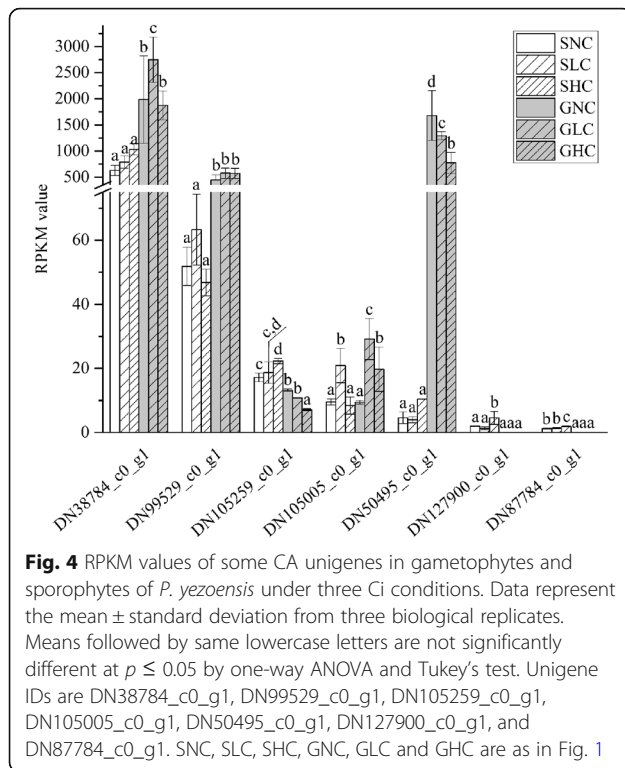 3000
2500
2000
1500
1000
500
60
40
20
0
RPKM value
SNC
SLC
SHC
GNC
GLC
GHC
a a a b c b
a a a b b b
c c,d d b b a
a b a a c b
a a a d c b
a a b a a a
b b c a a a
DN38784_c0_g1
DN99529_c0_g1
DN105259_c0_g1
DN105005_c0_g1
DN50495_c0_g1
DN127900_c0_g1
DN87784_c0_g1
Fig. 4 RPKM values of some CA unigenes in gametophytes and
sporophytes of P. yezoensis under three Ci conditions. Data represent
the mean ± standard deviation from three biological replicates.
Means followed by same lowercase letters are not significantly
different at p ≤ 0.05 by one-way ANOVA and Tukey's test. Unigene
IDs are DN38784_c0_g1, DN99529_c0_g1, DN105259_c0_g1,
DN105005_c0_g1, DN50495_c0_g1, DN127900_c0_g1, and
DN87784_c0_g1. SNC, SLC, SHC, GNC, GLC and GHC are as in Fig. 1